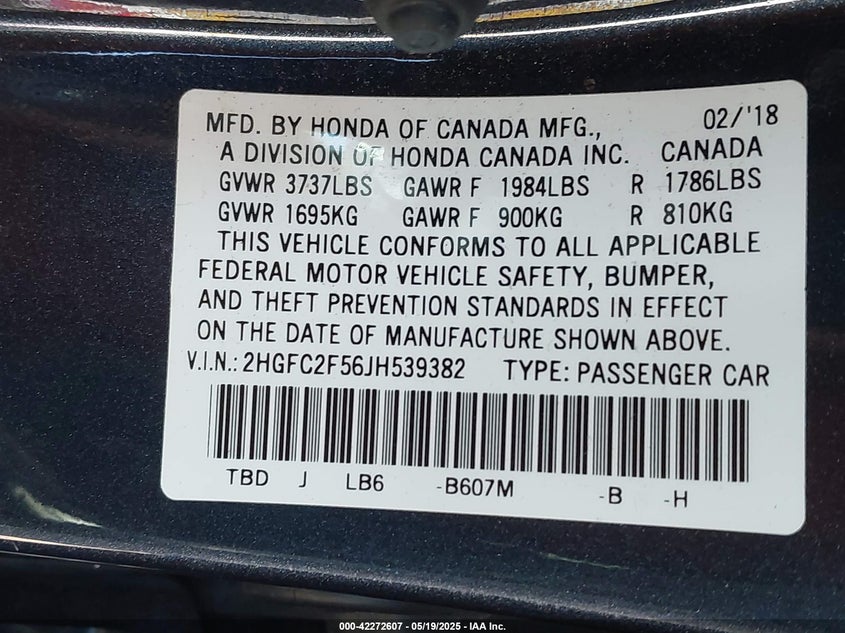 MFD. BY HONDA OF CANADA MFG., 02/'18
A DIVISION OF HONDA CANADA INC. CANADA
GVWR 3737LBS GAWR F 1984LBS R 1786LBS
GVWR 1695KG GAWR F 900KG R 810KG
THIS VEHICLE CONFORMS TO ALL APPLICABLE
FEDERAL MOTOR VEHICLE SAFETY, BUMPER,
AND THEFT PREVENTION STANDARDS IN EFFECT
ON THE DATE OF MANUFACTURE SHOWN ABOVE.
V.I.N.: 2HGFC2F56JH539382 TYPE: PASSENGER CAR
TBD J LB6 -B607M -B -H
000-42272607 - 05/19/2025 - IAA Inc.